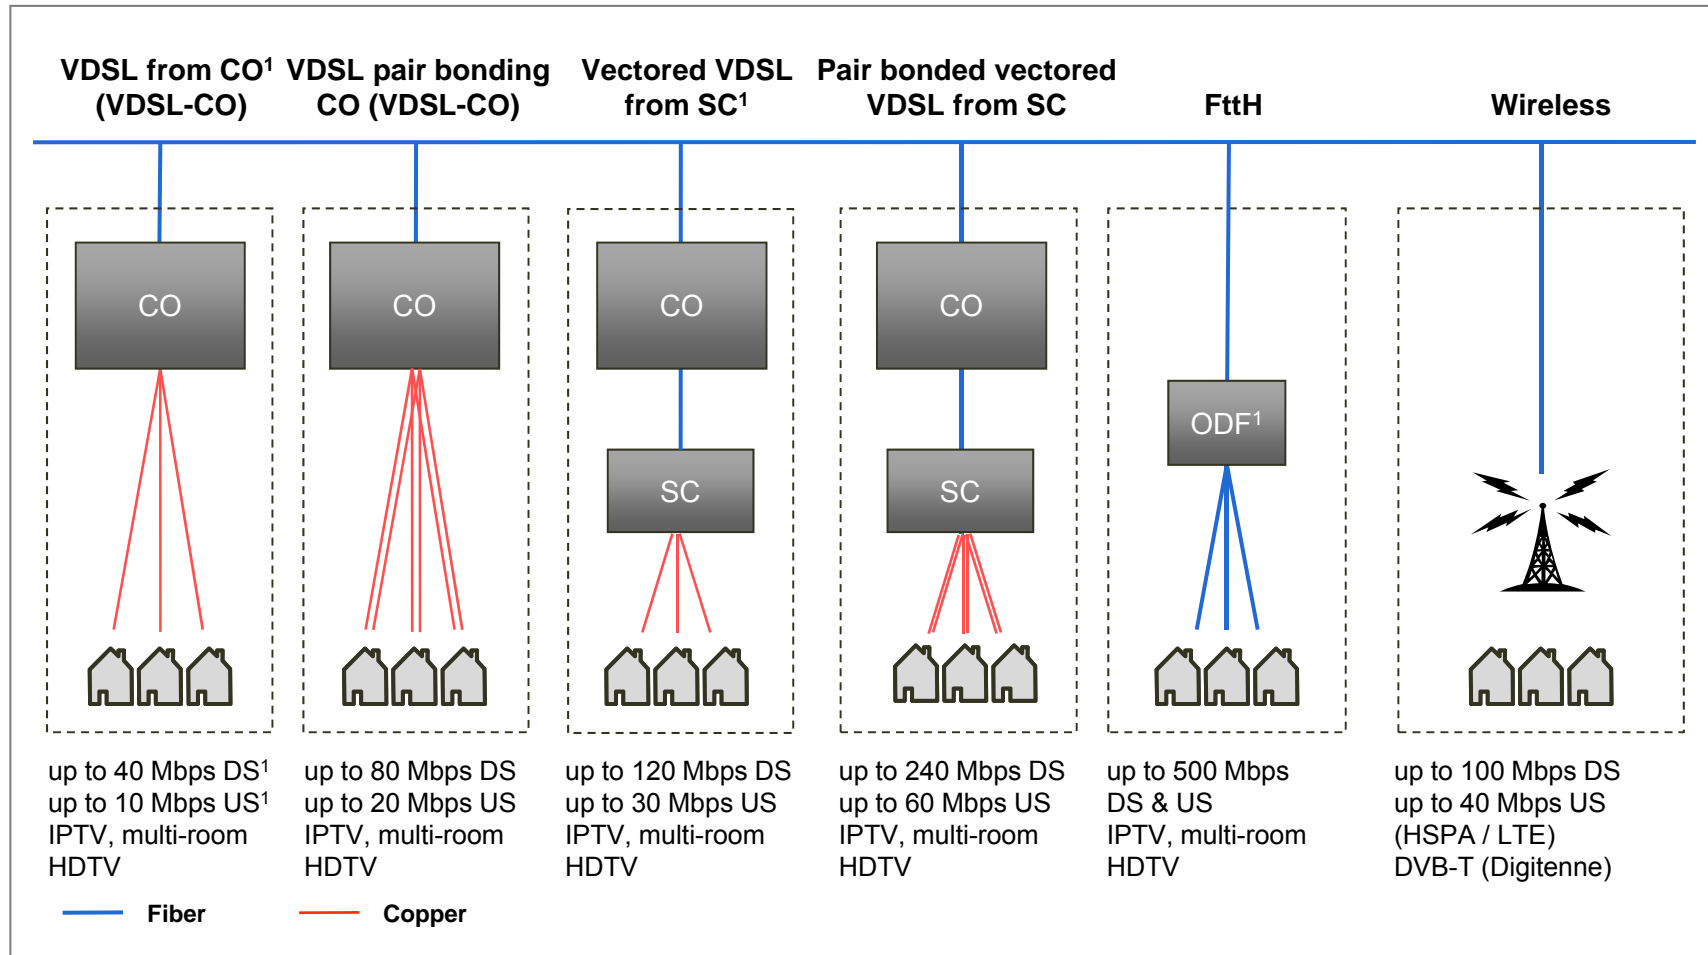 VDSL from CO¹
(VDSL-CO)
VDSL pair bonding
CO (VDSL-CO)
Vectored VDSL
from SC¹
Pair bonded vectored
VDSL from SC
FttH
Wireless
CO
CO
CO
CO
ODF¹
SC
SC
up to 40 Mbps DS¹
up to 10 Mbps US¹
IPTV, multi-room
HDTV
up to 80 Mbps DS
up to 20 Mbps US
IPTV, multi-room
HDTV
up to 120 Mbps DS
up to 30 Mbps US
IPTV, multi-room
HDTV
up to 240 Mbps DS
up to 60 Mbps US
IPTV, multi-room
HDTV
up to 500 Mbps
DS & US
IPTV, multi-room
HDTV
up to 100 Mbps DS
up to 40 Mbps US
(HSPA / LTE)
DVB-T (Digitenne)
Fiber
Copper